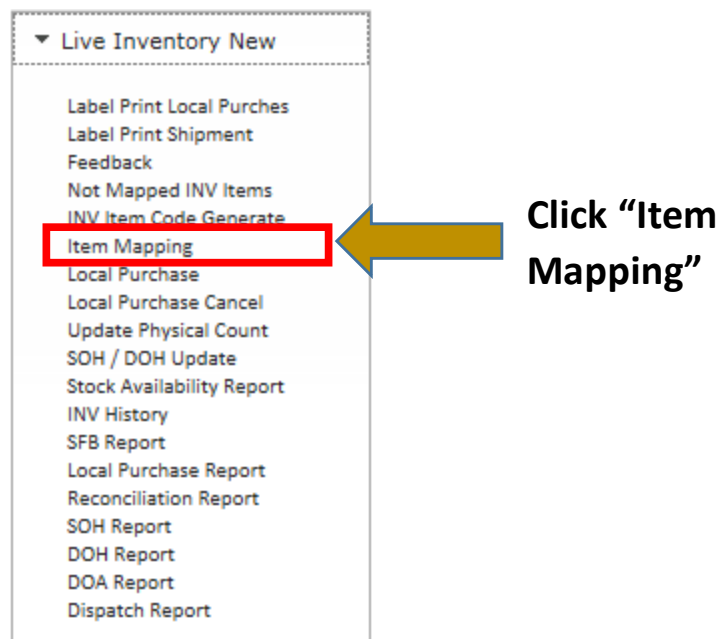 Live Inventory New
Label Print Local Purches
Label Print Shipment
Feedback
Not Mapped INV Items
INV Item Code Generate
Item Mapping
Local Purchase
Local Purchase Cancel
Update Physical Count
SOH / DOH Update
Stock Availability Report
INV History
SFB Report
Local Purchase Report
Reconciliation Report
SOH Report
DOH Report
DOA Report
Dispatch Report
Click “Item
Mapping”